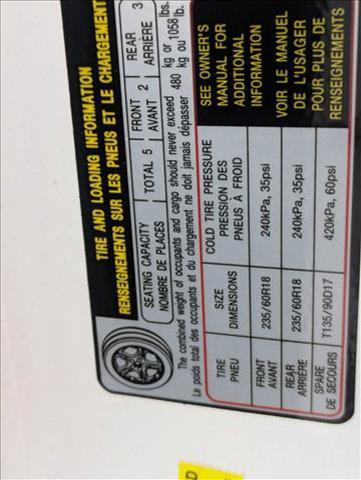 TIRE AND LOADING INFORMATION
RENSEIGNEMENTS SUR LES PNEUS ET LE CHARGEMENT
SEATING CAPACITY
NOMBRE DE PLACES
TOTAL 5
FRONT 2
AVANT
REAR 3
ARRIÈRE
The combined weight of occupants and cargo should never exceed 480 kg or 1058 lbs.
Le poids total des occupants et du chargement ne doit jamais dépasser 480 kg ou 1058 lb.
TIRE SIZE COLD TIRE PRESSURE
PNEU DIMENSIONS PRESSION DES
PNEUS À FROID
FRONT
AVANT
235/60R18 240kPa, 35psi
REAR
ARRIÈRE
235/60R18 240kPa, 35psi
SPARE
DE SECOURS
T135/90D17 420kPa, 60psi
SEE OWNER'S
MANUAL FOR
ADDITIONAL
INFORMATION
VOIR LE MANUEL
DE L'USAGER
POUR PLUS DE
RENSEIGNEMENTS